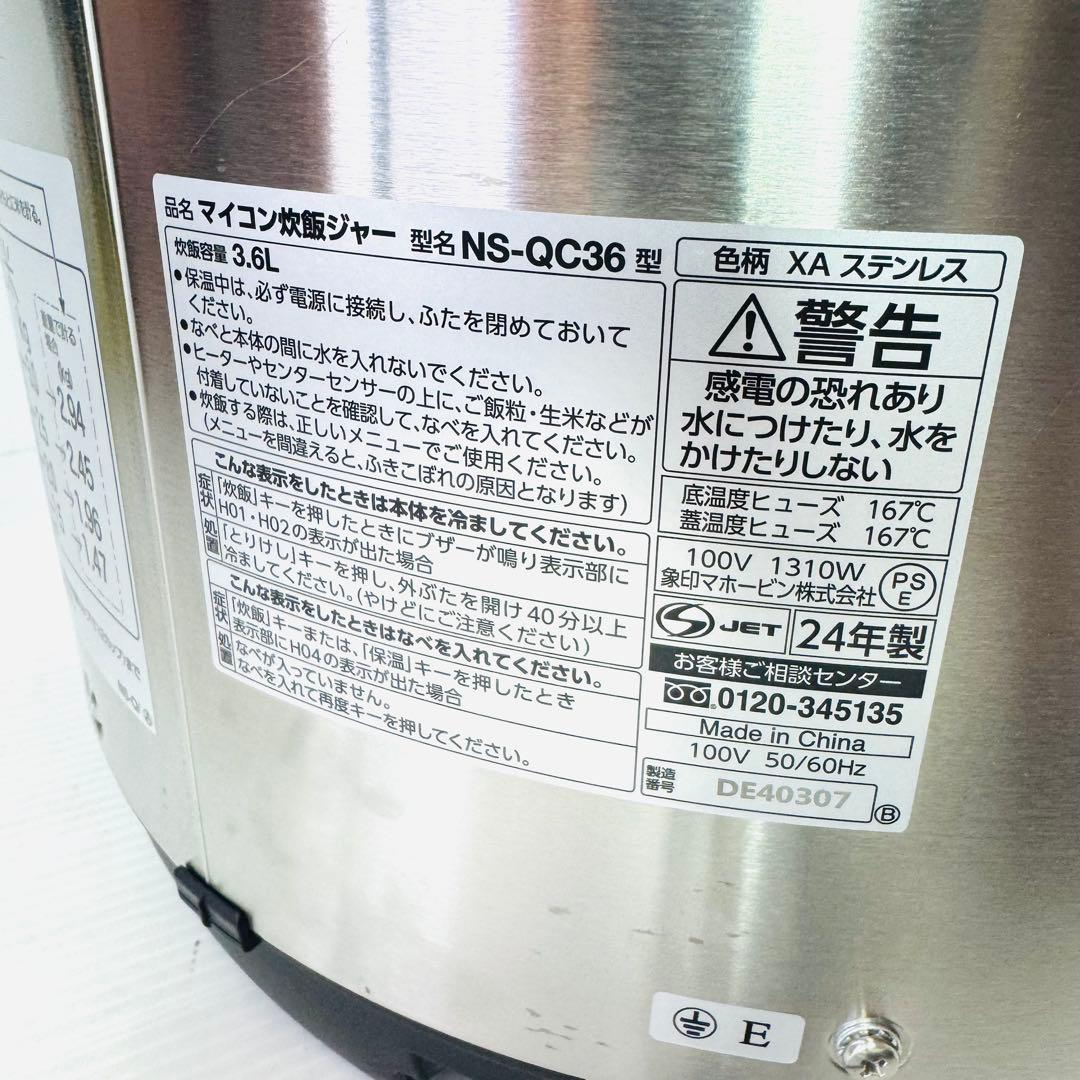 品名 マイコン炊飯ジャー 型名 NS-QC36 型
炊飯容量 3.6L
●保温中は、必ず電源に接続し、ふたを閉めておいて
ください。
●なべと本体の間に水を入れないでください。
●ヒーターやセンターセンサーの上に、ご飯粒・生米などが
付着していないことを確認して、なべを入れてください。
●炊飯する際は、正しいメニューでご使用ください。
(メニューを間違えると、ふきこぼれの原因となります)
こんな表示をしたときは本体を冷ましてください。
症状
「炊飯」キーを押したときにブザーが鳴り表示部に
H01・H02の表示が出た場合
処置
「とりけし」キーを押し、外ぶたを開け40分以上
冷ましてください。(やけどにご注意ください)
こんな表示をしたときはなべを入れてください。
症状
「炊飯」キーまたは、「保温」キーを押したとき
表示部にH04の表示が出た場合
処置
なべが入っていません。
なべを入れて再度キーを押してください。
色柄 XA ステンレス
警告
感電の恐れあり
水につけたり、水を
かけたりしない
底温度ヒューズ 167℃
蓋温度ヒューズ 167℃
100V 1310W
象印マホービン株式会社
PS
E
S JET
24年製
お客様ご相談センター
0120-345135
Made in China
100V 50/60Hz
製造
番号
DE40307
B
E
重量で計る
場合
(kg)
→2.94
→2.45
→1.96
→1.47